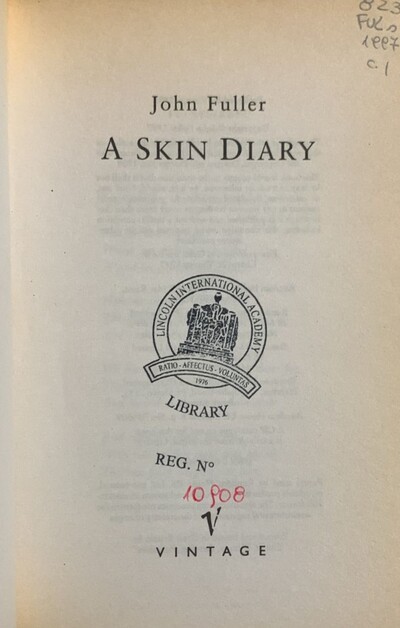 823
1997
c.1
John Fuller
A SKIN DIARY
LINCOLN INTERNATIONAL ACADEMY
RATIO - AFFECTUS - VOLUNTAS
1976
LIBRARY
REG. Nº
10908
V
VINTAGE